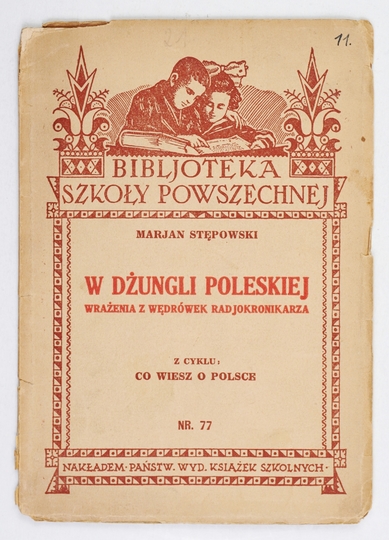 11.
BIBLJOTEKA
SZKOŁY POWSZECHNEJ
MARJAN STĘPOWSKI
W DŻUNGLI POLESKIEJ
WRAŻENIA Z WĘDRÓWEK RADJOKRONIKARZA
Z CYKLU:
CO WIESZ O POLSCE
NR. 77
NAKŁADEM · PAŃSTW. WYD. KSIĄŻEK SZKOLNYCH ·